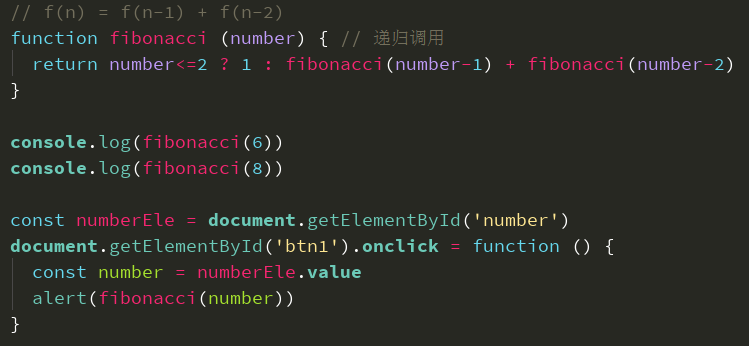 // f(n) = f(n-1) + f(n-2)
function fibonacci (number) { // 递归调用
  return number<=2 ? 1 : fibonacci(number-1) + fibonacci(number-2)
}

console.log(fibonacci(6))
console.log(fibonacci(8))

const numberEle = document.getElementById('number')
document.getElementById('btn1').onclick = function () {
  const number = numberEle.value
  alert(fibonacci(number))
}